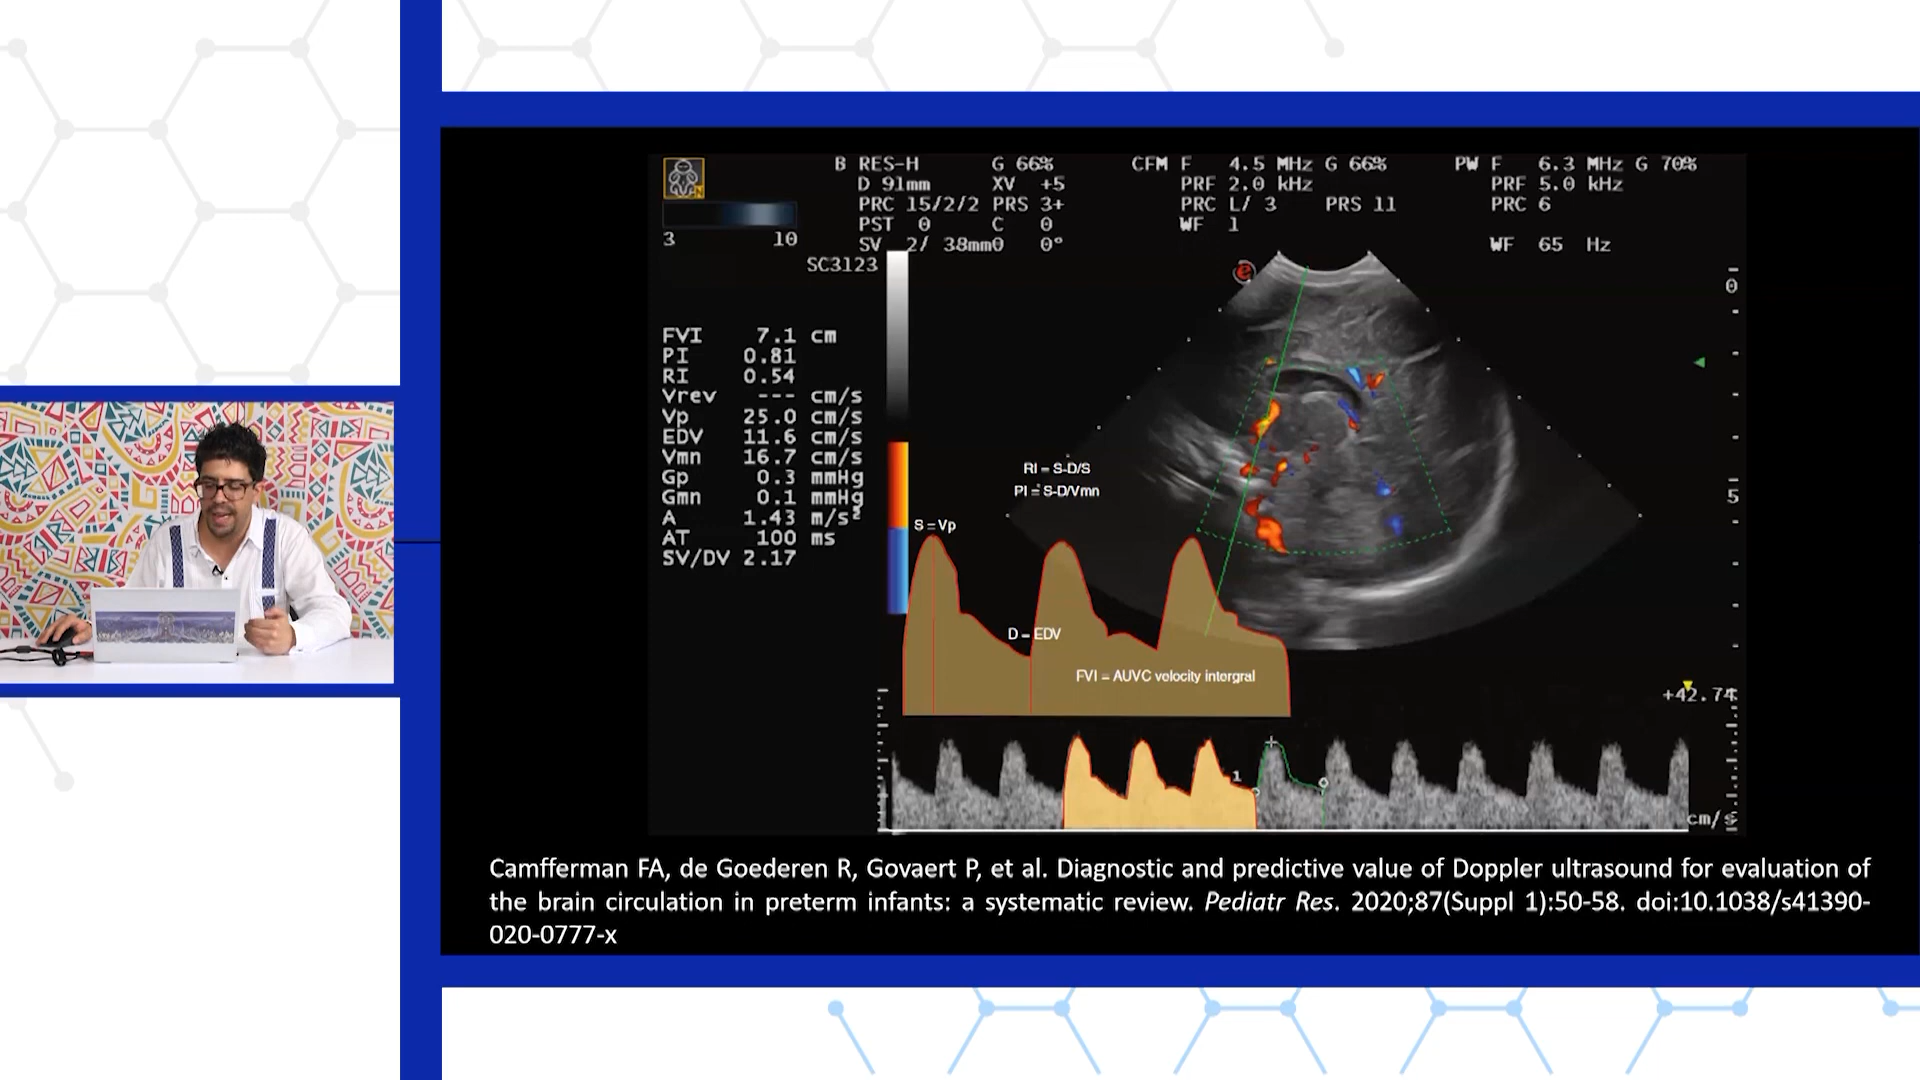 B RES-H G 66% CFM F 4.5 MHz G 66% PW F 6.3 MHz G 70%
D 91mm XV +5 PRF 2.0 kHz PRF 5.0 kHz
PRC 15/2/2 PRS 3+ PRC L/ 3 PRS 11 PRC 6
PST 0 C 0 WF 1
SV 2/ 38mmθ 0° WF 65 Hz
3 10
SC3123
e
0
FVI 7.1 cm
PI 0.81
RI 0.54
Vrev --- cm/s
Vp 25.0 cm/s
EDV 11.6 cm/s
Vmn 16.7 cm/s
Gp 0.3 mmHg
Gmn 0.1 mmHg
A 1.43 m/s²
AT 100 ms
SV/DV 2.17
RI = S-D/S
PI = S-D/Vmn
5
S = Vp
D = EDV
FVI = AUVC velocity intergral
+42.74
1
cm/s
Camfferman FA, de Goederen R, Govaert P, et al. Diagnostic and predictive value of Doppler ultrasound for evaluation of
the brain circulation in preterm infants: a systematic review. Pediatr Res. 2020;87(Suppl 1):50-58. doi:10.1038/s41390-
020-0777-x